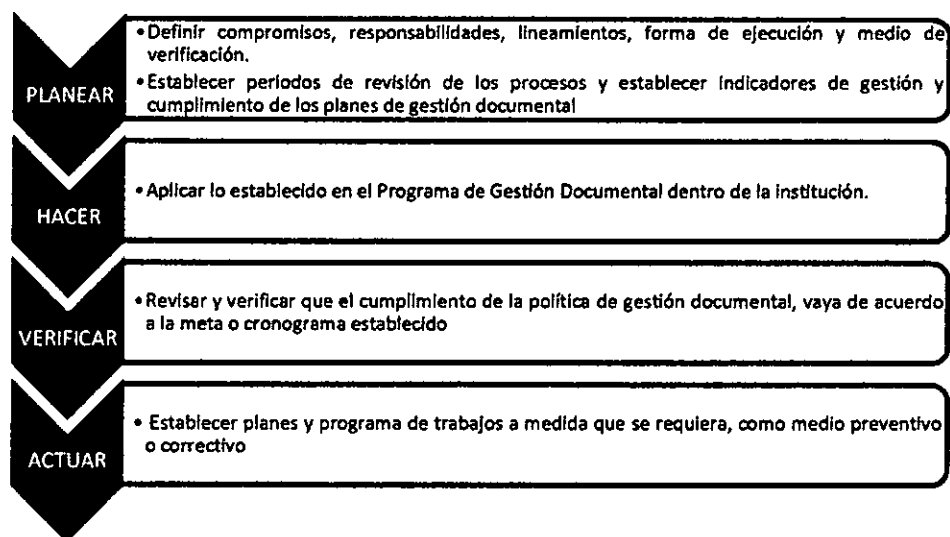 PLANEAR
•Definir compromisos, responsabilidades, lineamientos, forma de ejecución y medio de
verificación.
•Establecer periodos de revisión de los procesos y establecer indicadores de gestión y
cumplimiento de los planes de gestión documental
HACER
•Aplicar lo establecido en el Programa de Gestión Documental dentro de la institución.
VERIFICAR
•Revisar y verificar que el cumplimiento de la política de gestión documental, vaya de acuerdo
a la meta o cronograma establecido
ACTUAR
• Establecer planes y programa de trabajos a medida que se requiera, como medio preventivo
o correctivo